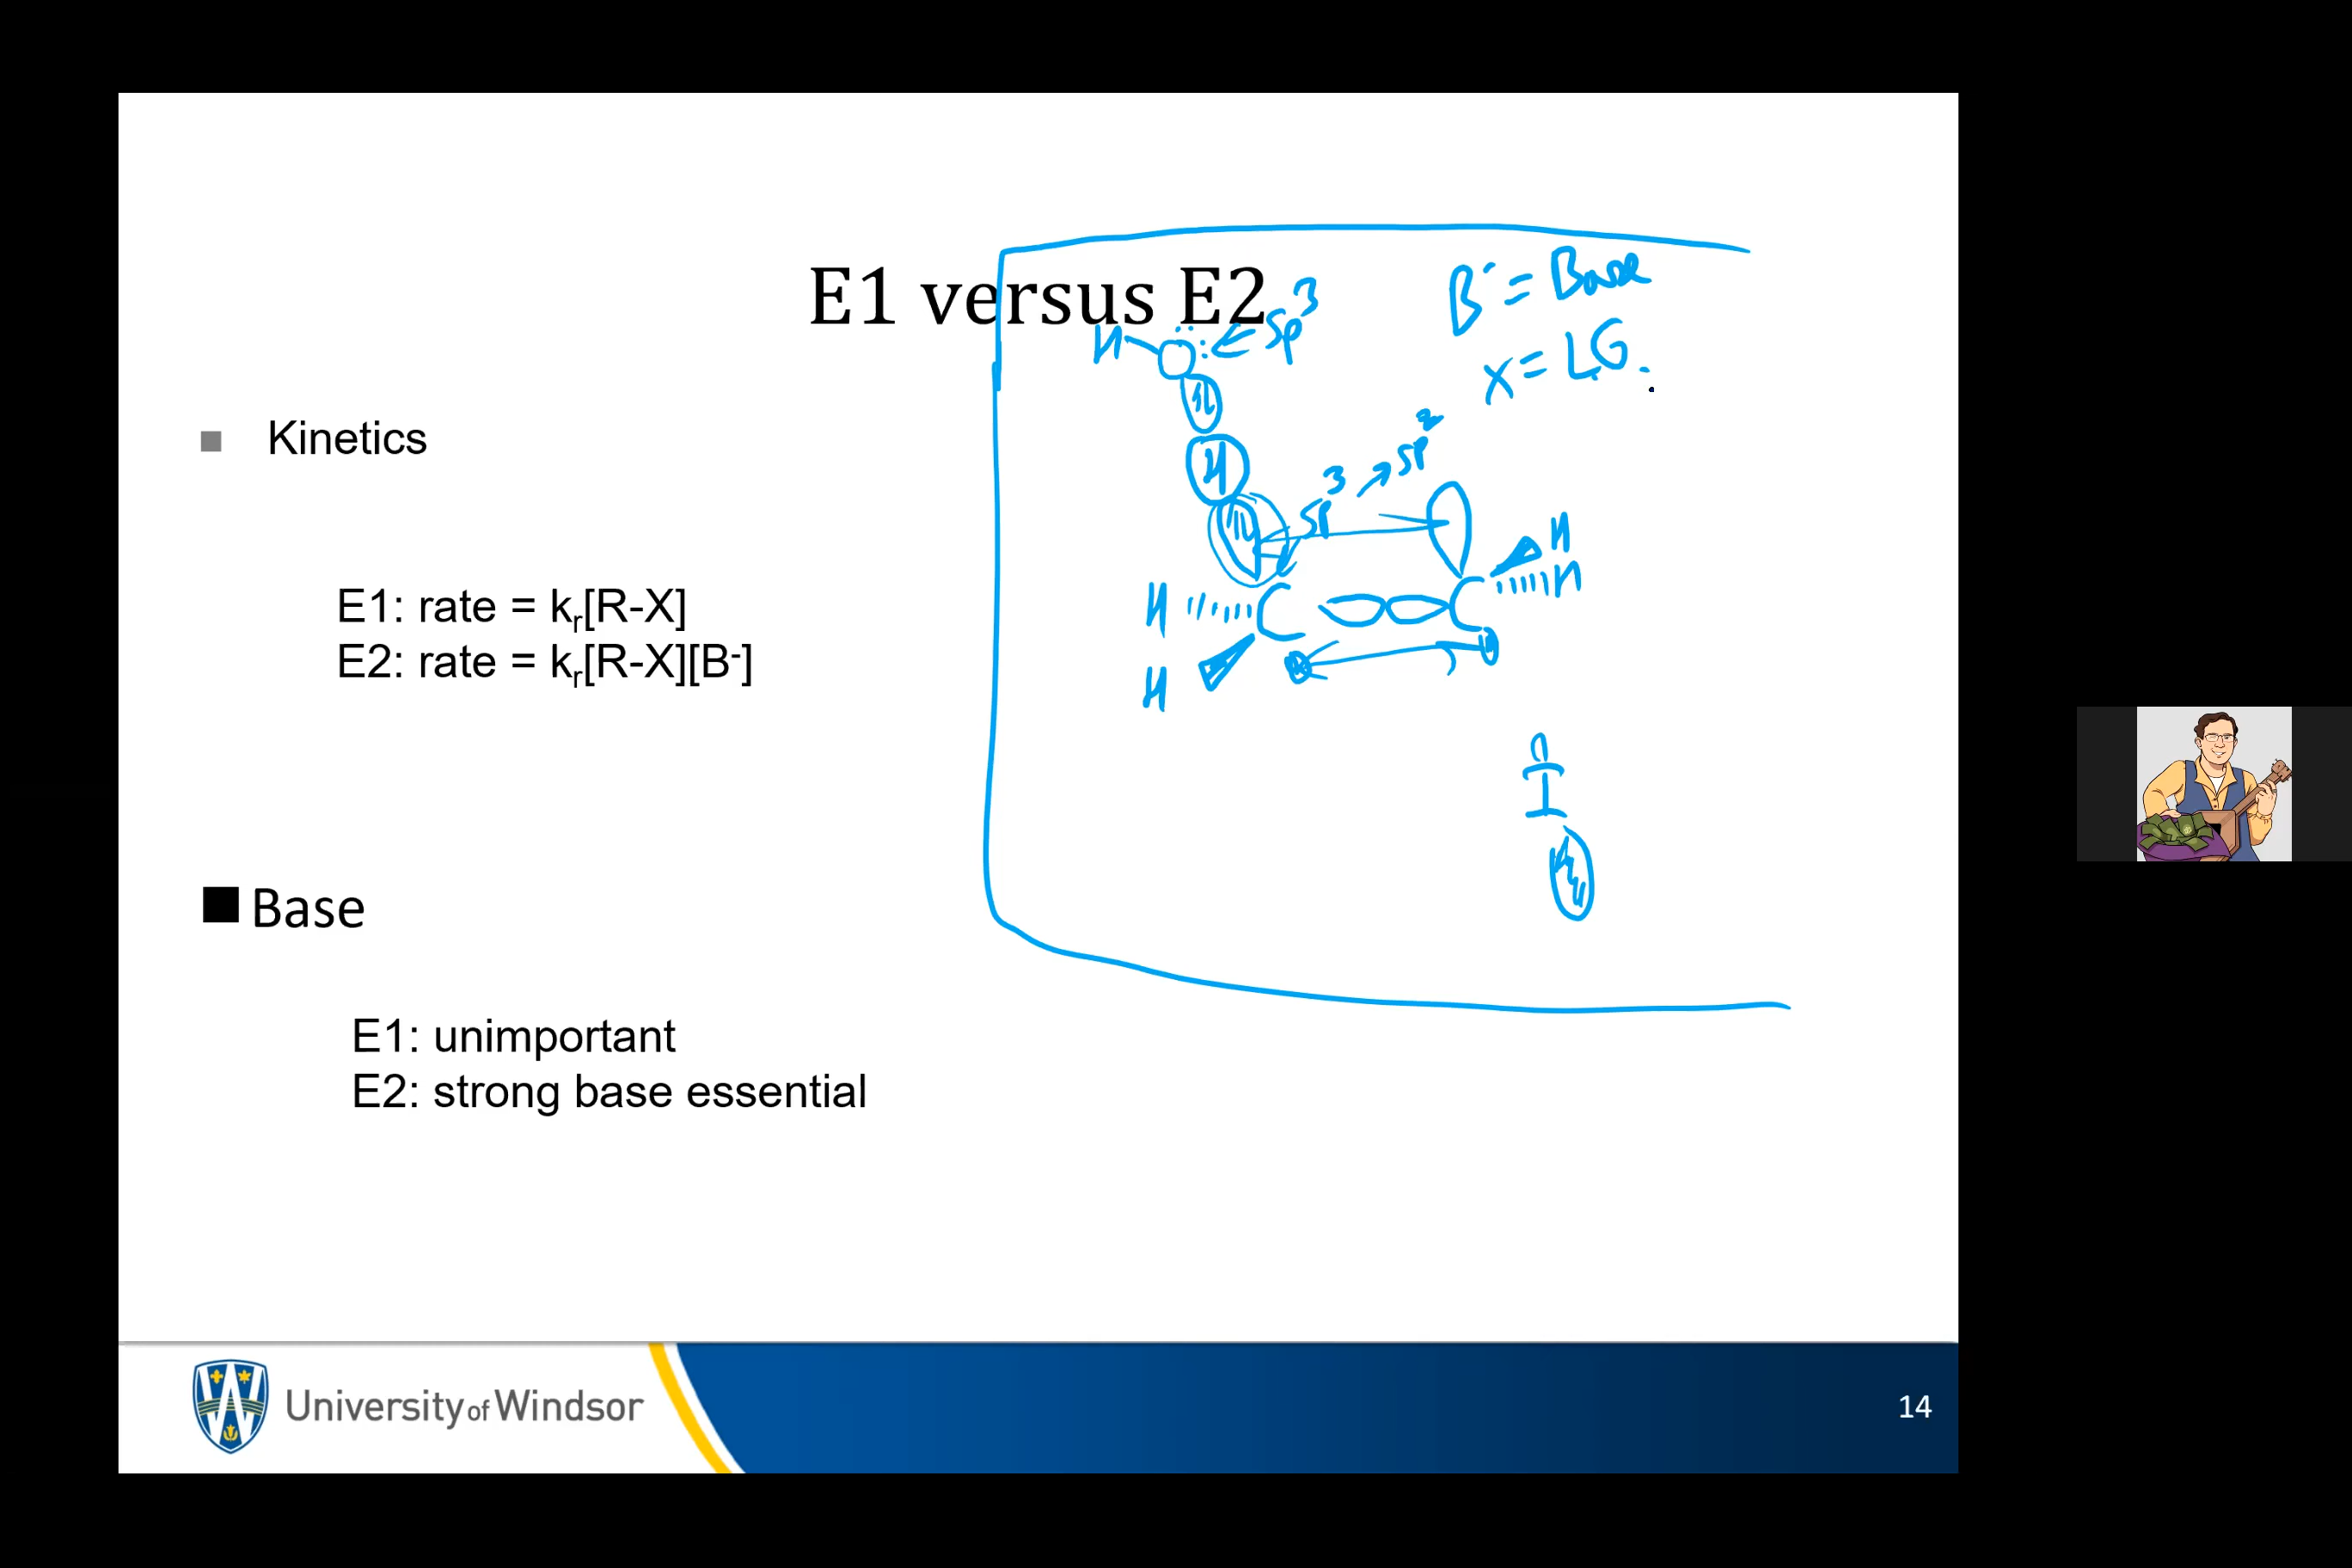 E1 versus E2
B⁻ = Base
H O : ← sp³
X = LG.
H
sp³ → sp²
H
H
H C C H
H
I
■ Kinetics
E1: rate = kr[R-X]
E2: rate = kr[R-X][B-]
■ Base
E1: unimportant
E2: strong base essential
University of Windsor
14